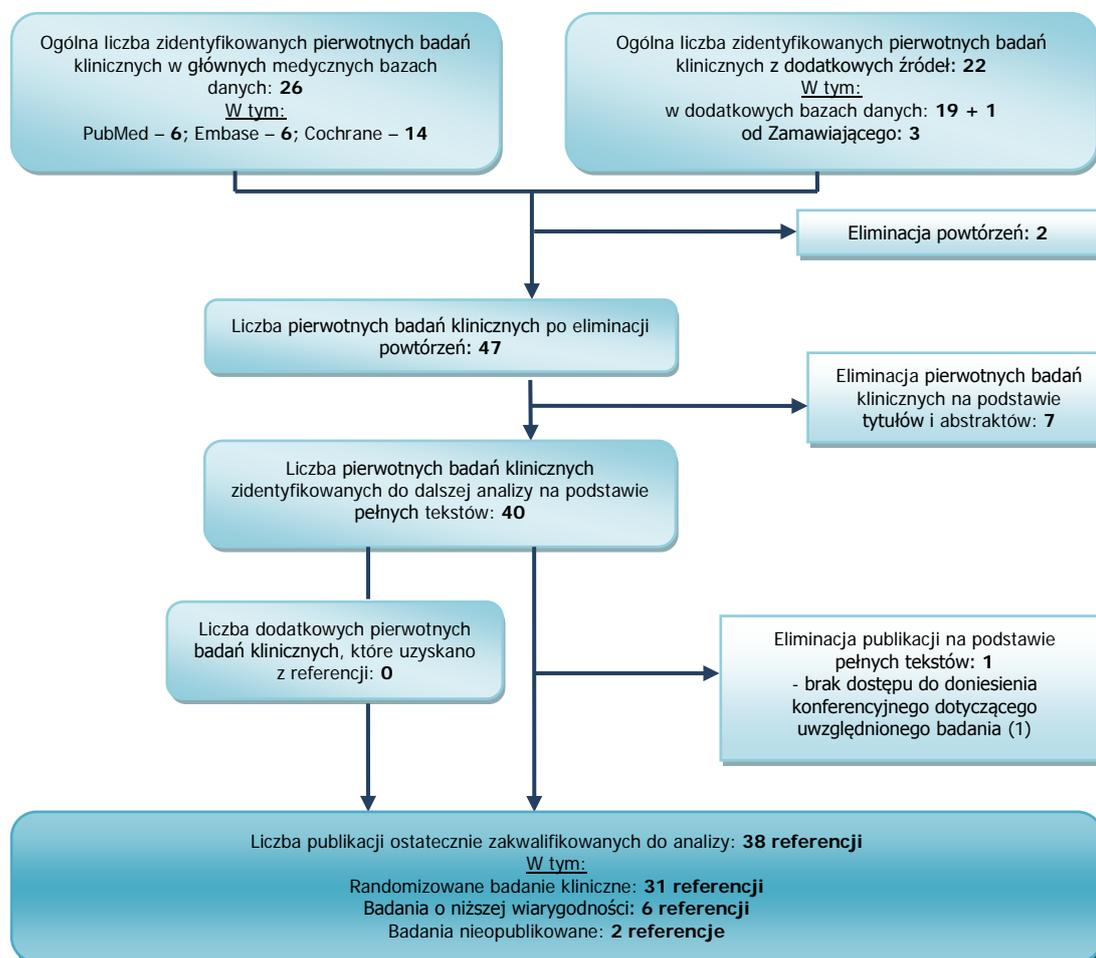 Ogólna liczba zidentyfikowanych pierwotnych badań
klinicznych w głównych medycznych bazach
danych: 26
W tym:
PubMed – 6; Embase – 6; Cochrane – 14
Ogólna liczba zidentyfikowanych pierwotnych badań
klinicznych z dodatkowych źródeł: 22
W tym:
w dodatkowych bazach danych: 19 + 1
od Zamawiającego: 3
Eliminacja powtórzeń: 2
Liczba pierwotnych badań klinicznych po eliminacji
powtórzeń: 47
Eliminacja pierwotnych badań
klinicznych na podstawie
tytułów i abstraktów: 7
Liczba pierwotnych badań klinicznych
zidentyfikowanych do dalszej analizy na podstawie
pełnych tekstów: 40
Liczba dodatkowych pierwotnych
badań klinicznych, które uzyskano
z referencji: 0
Eliminacja publikacji na podstawie
pełnych tekstów: 1
- brak dostępu do doniesienia
konferencyjnego dotyczącego
uwzględnionego badania (1)
Liczba publikacji ostatecznie zakwalifikowanych do analizy: 38 referencji
W tym:
Randomizowane badanie kliniczne: 31 referencji
Badania o niższej wiarygodności: 6 referencji
Badania nieopublikowane: 2 referencje